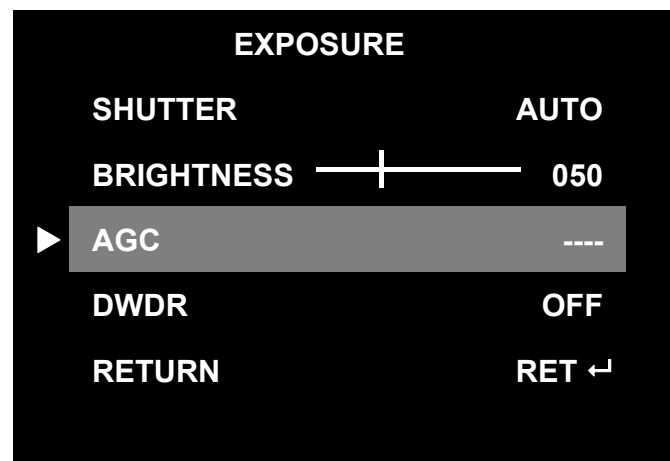 EXPOSURE
SHUTTER AUTO
BRIGHTNESS 050
AGC ----
DWDR OFF
RETURN RET ↵